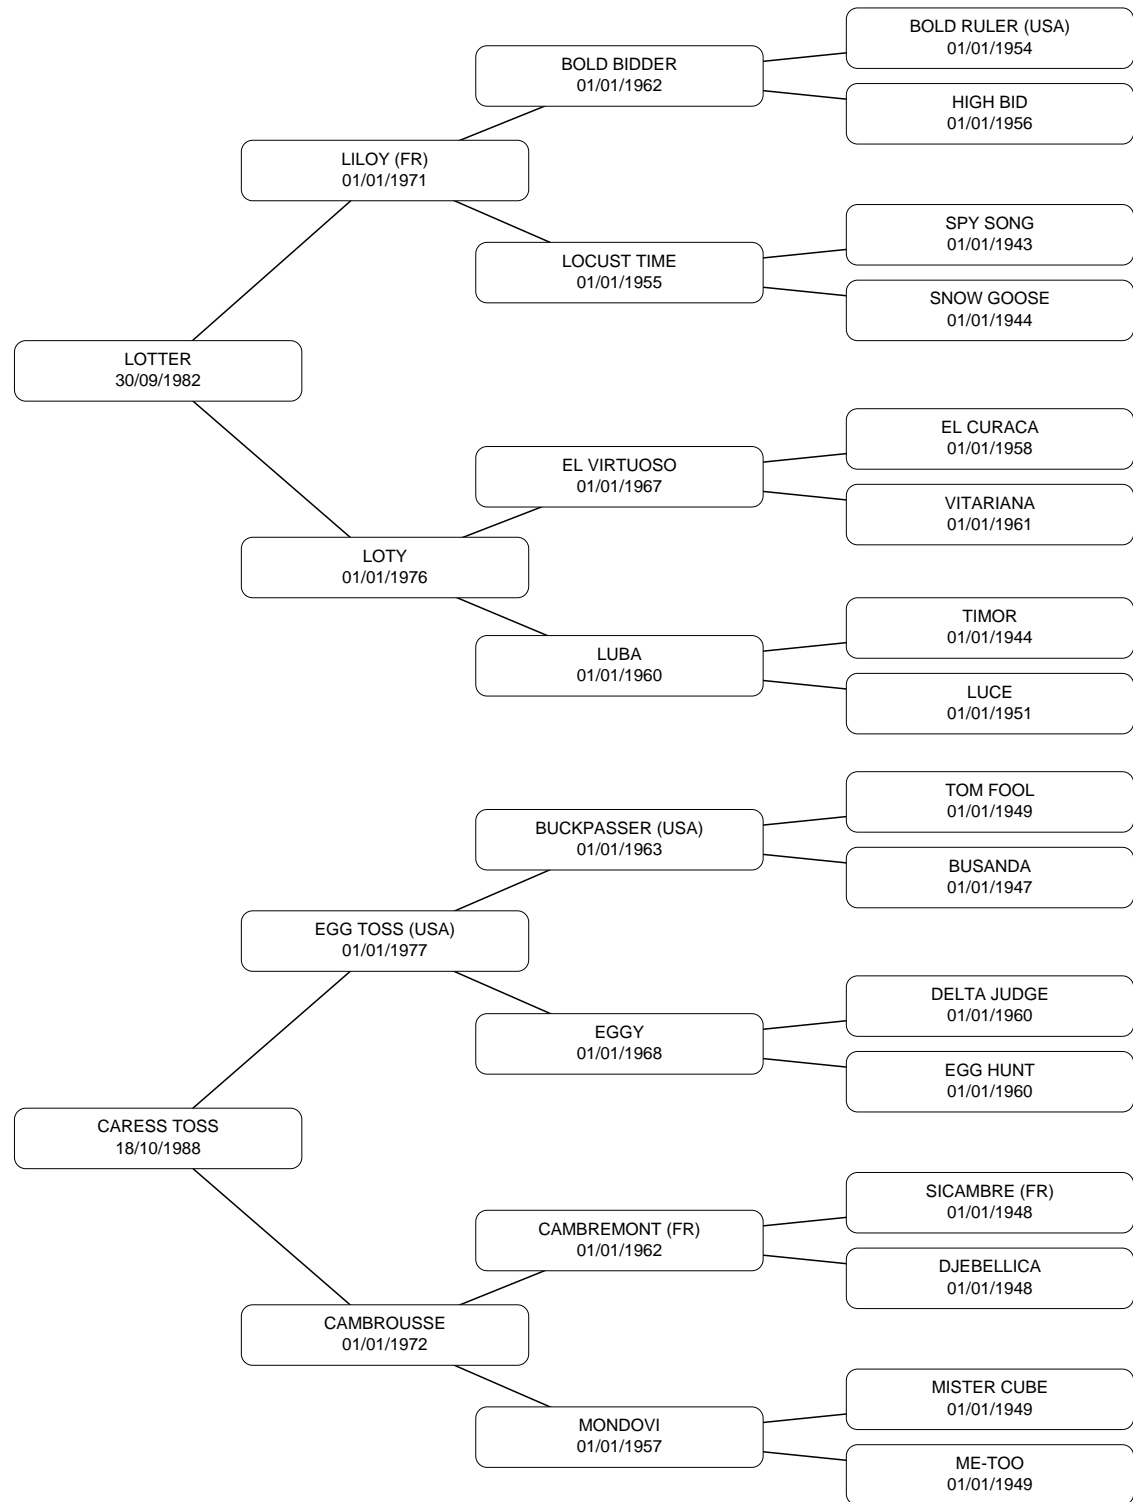 BOLD RULER (USA)
01/01/1954
BOLD BIDDER
01/01/1962
HIGH BID
01/01/1956
LILOY (FR)
01/01/1971
SPY SONG
01/01/1943
LOCUST TIME
01/01/1955
SNOW GOOSE
01/01/1944
LOTTER
30/09/1982
EL CURACA
01/01/1958
EL VIRTUOSO
01/01/1967
VITARIANA
01/01/1961
LOTY
01/01/1976
TIMOR
01/01/1944
LUBA
01/01/1960
LUCE
01/01/1951
TOM FOOL
01/01/1949
BUCKPASSER (USA)
01/01/1963
BUSANDA
01/01/1947
EGG TOSS (USA)
01/01/1977
DELTA JUDGE
01/01/1960
EGGY
01/01/1968
EGG HUNT
01/01/1960
CARESS TOSS
18/10/1988
SICAMBRE (FR)
01/01/1948
CAMBREMONT (FR)
01/01/1962
DJEBELLICA
01/01/1948
CAMBROUSSE
01/01/1972
MISTER CUBE
01/01/1949
MONDOVI
01/01/1957
ME-TOO
01/01/1949